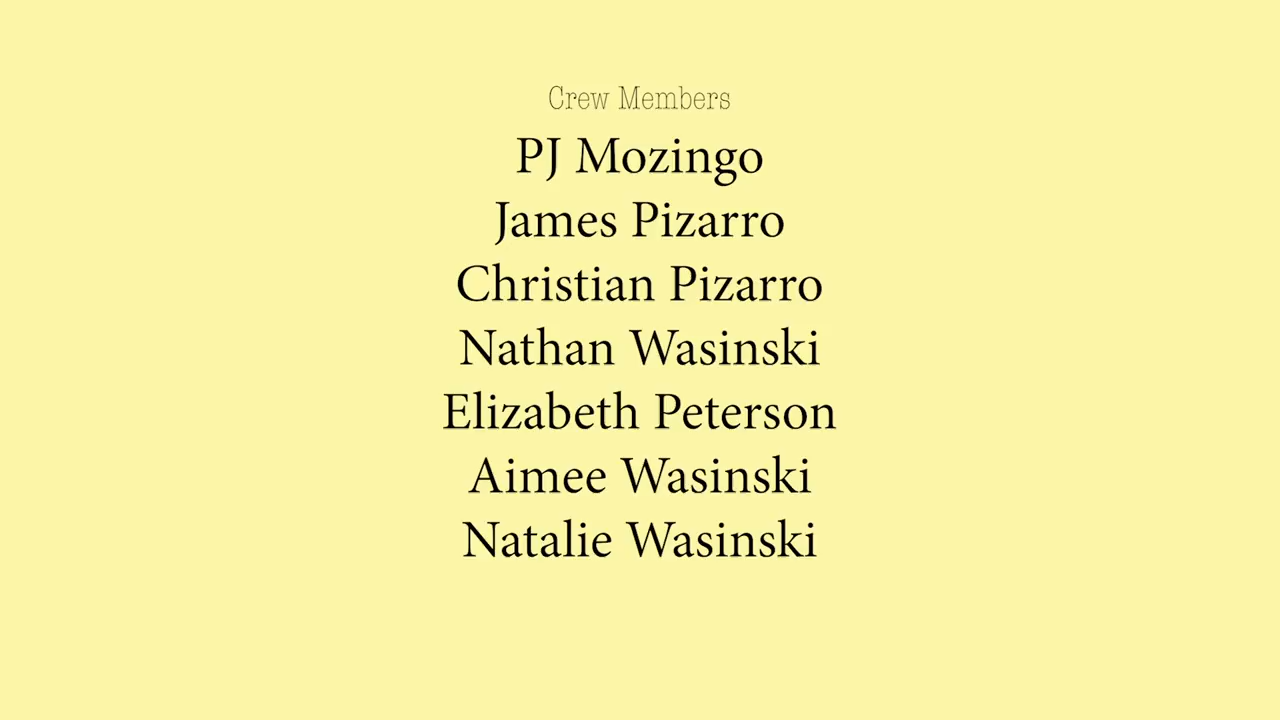 Crew Members
PJ Mozingo
James Pizarro
Christian Pizarro
Nathan Wasinski
Elizabeth Peterson
Aimee Wasinski
Natalie Wasinski